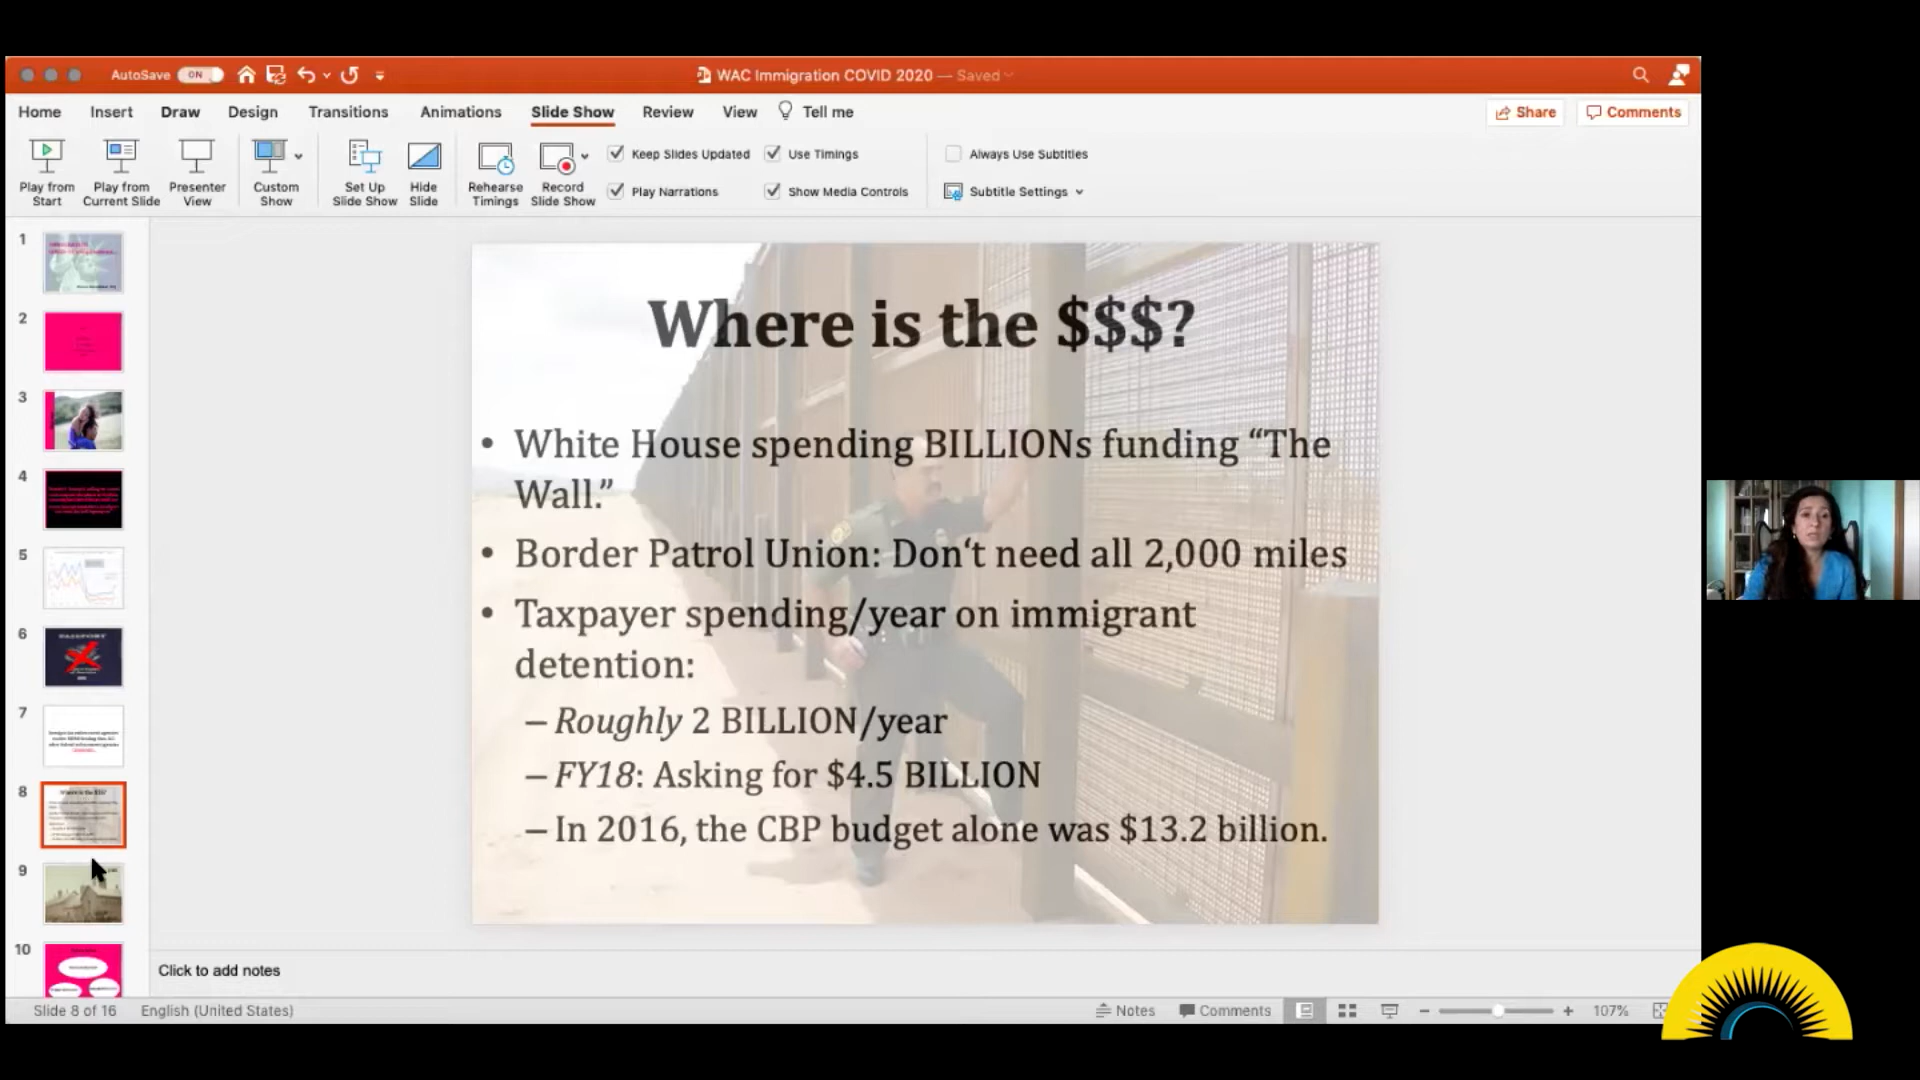 AutoSave ON
WAC Immigration COVID 2020 — Saved
Home Insert Draw Design Transitions Animations Slide Show Review View Tell me
Share Comments
Play from Start
Play from Current Slide
Presenter View
Custom Show
Set Up Slide Show
Hide Slide
Rehearse Timings
Record Slide Show
Keep Slides Updated
Use Timings
Always Use Subtitles
Play Narrations
Show Media Controls
Subtitle Settings
1
2
3
4
5
6
7
8
9
10
Where is the $$$?
• White House spending BILLIONs funding “The
Wall.”
• Border Patrol Union: Don‘t need all 2,000 miles
• Taxpayer spending/year on immigrant
detention:
– Roughly 2 BILLION/year
– FY18: Asking for $4.5 BILLION
– In 2016, the CBP budget alone was $13.2 billion.
Click to add notes
Slide 8 of 16 English (United States)
Notes Comments 107%